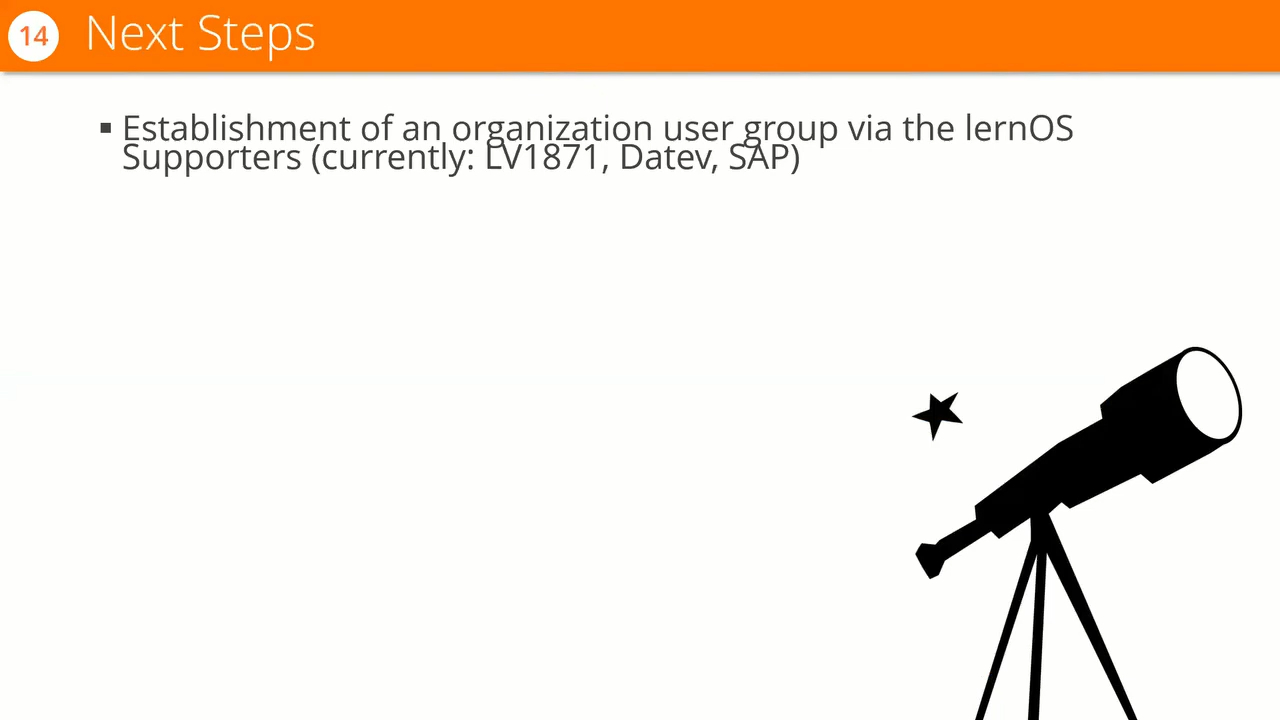 14 Next Steps
▪ Establishment of an organization user group via the lernOS
Supporters (currently: LV1871, Datev, SAP)